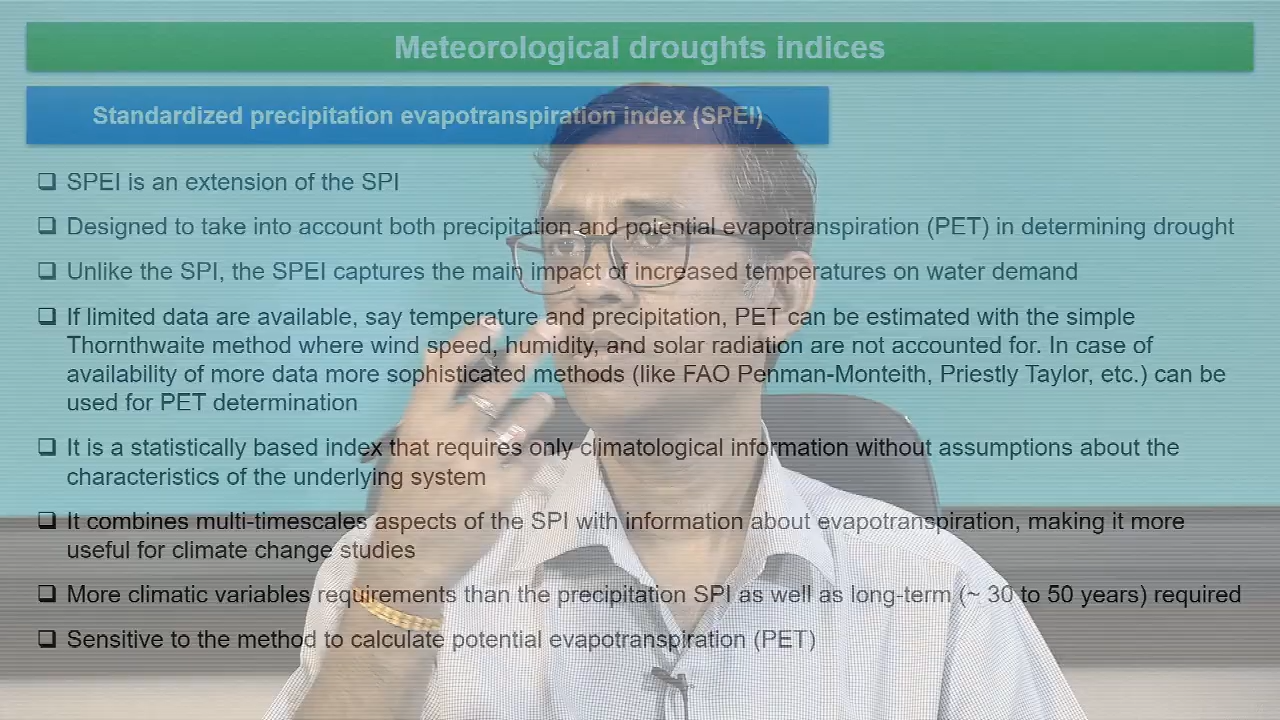 Meteorological droughts indices
Standardized precipitation evapotranspiration index (SPEI)
❑ SPEI is an extension of the SPI
❑ Designed to take into account both precipitation and potential evapotranspiration (PET) in determining drought
❑ Unlike the SPI, the SPEI captures the main impact of increased temperatures on water demand
❑ If limited data are available, say temperature and precipitation, PET can be estimated with the simple
Thornthwaite method where wind speed, humidity, and solar radiation are not accounted for. In case of
availability of more data more sophisticated methods (like FAO Penman-Monteith, Priestly Taylor, etc.) can be
used for PET determination
❑ It is a statistically based index that requires only climatological information without assumptions about the
characteristics of the underlying system
❑ It combines multi-timescales aspects of the SPI with information about evapotranspiration, making it more
useful for climate change studies
❑ More climatic variables requirements than the precipitation SPI as well as long-term (~ 30 to 50 years) required
❑ Sensitive to the method to calculate potential evapotranspiration (PET)